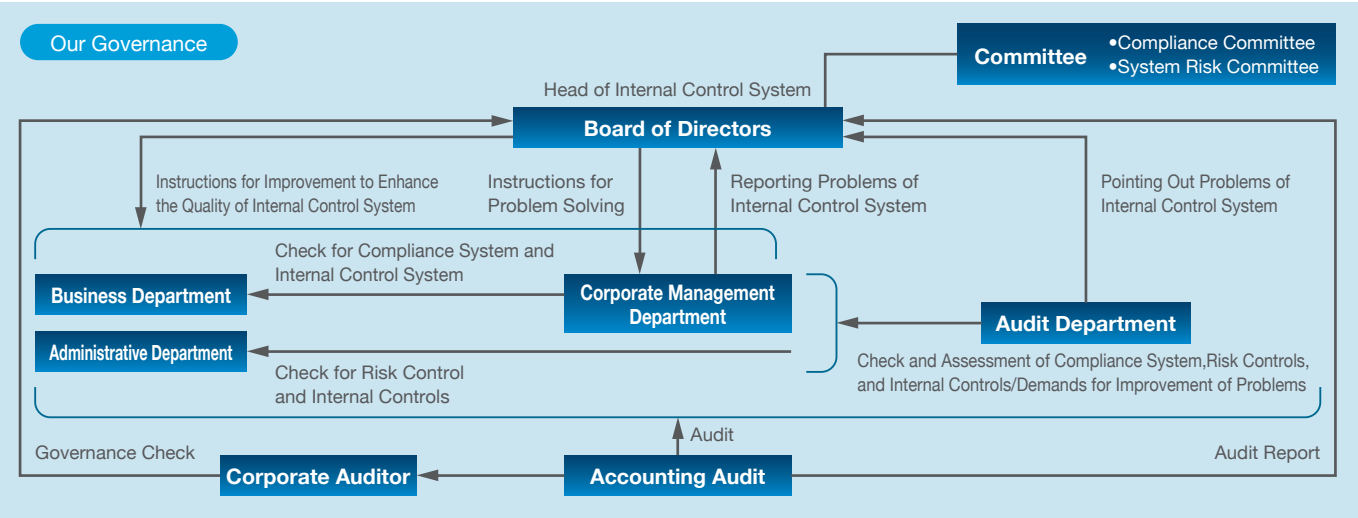 Our Governance
Committee
•Compliance Committee
•System Risk Committee
Head of Internal Control System
Board of Directors
Instructions for Improvement to Enhance
the Quality of Internal Control System
Instructions for
Problem Solving
Reporting Problems of
Internal Control System
Pointing Out Problems of
Internal Control System
Check for Compliance System and
Internal Control System
Business Department
Corporate Management
Department
Audit Department
Administrative Department
Check for Risk Control
and Internal Controls
Check and Assessment of Compliance System,Risk Controls,
and Internal Controls/Demands for Improvement of Problems
Audit
Governance Check
Audit Report
Corporate Auditor
Accounting Audit